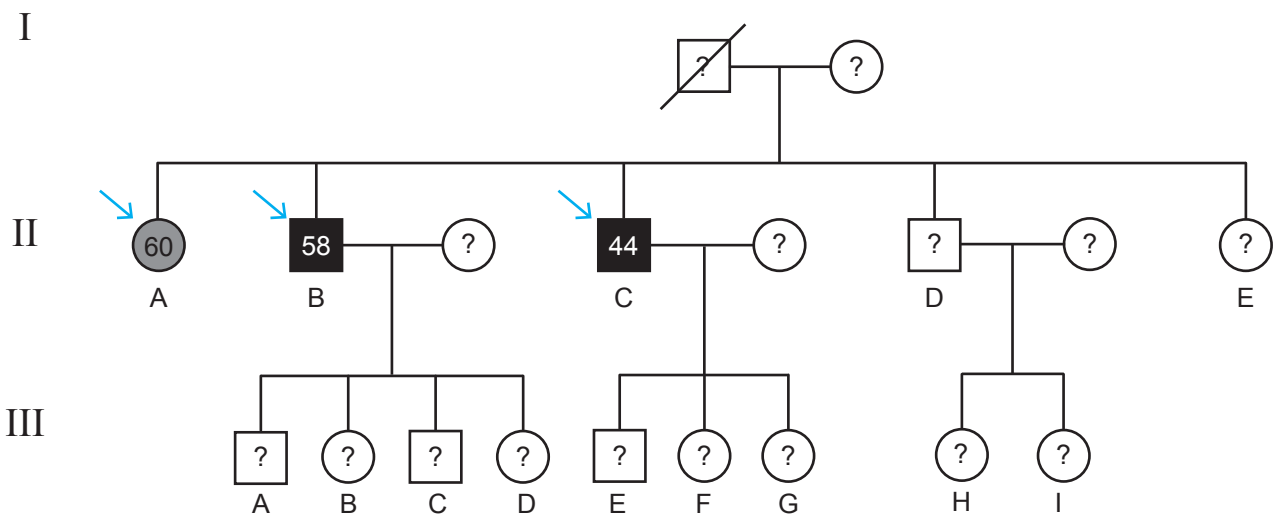 I
? ?
II
60 58 ? 44 ? ? ? ?
A B C D E
III
? ? ? ? ? ? ? ? ?
A B C D E F G H I